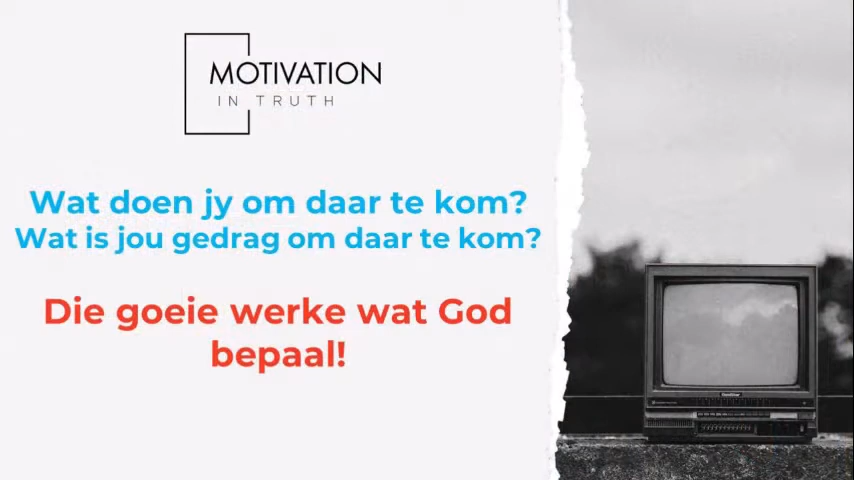 MOTIVATION
IN TRUTH
Wat doen jy om daar te kom?
Wat is jou gedrag om daar te kom?
Die goeie werke wat God
bepaal!